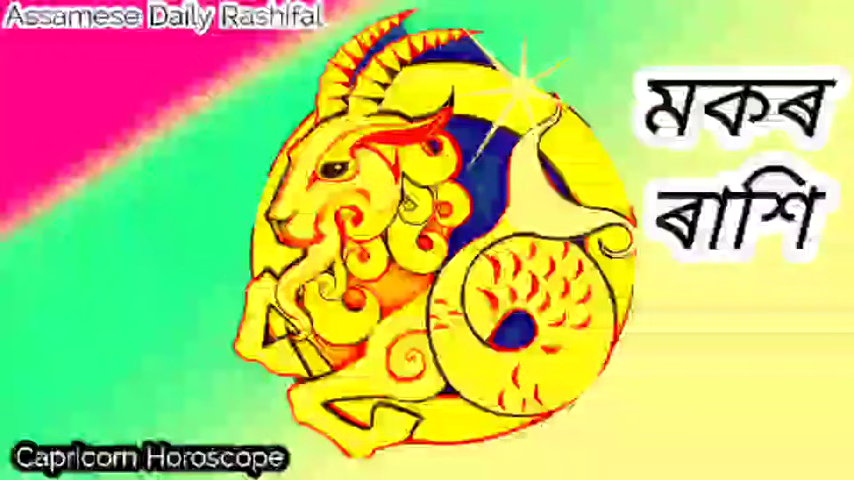 Assamese Daily Rashifal
মকৰ
ৰাশি
Capricorn Horoscope